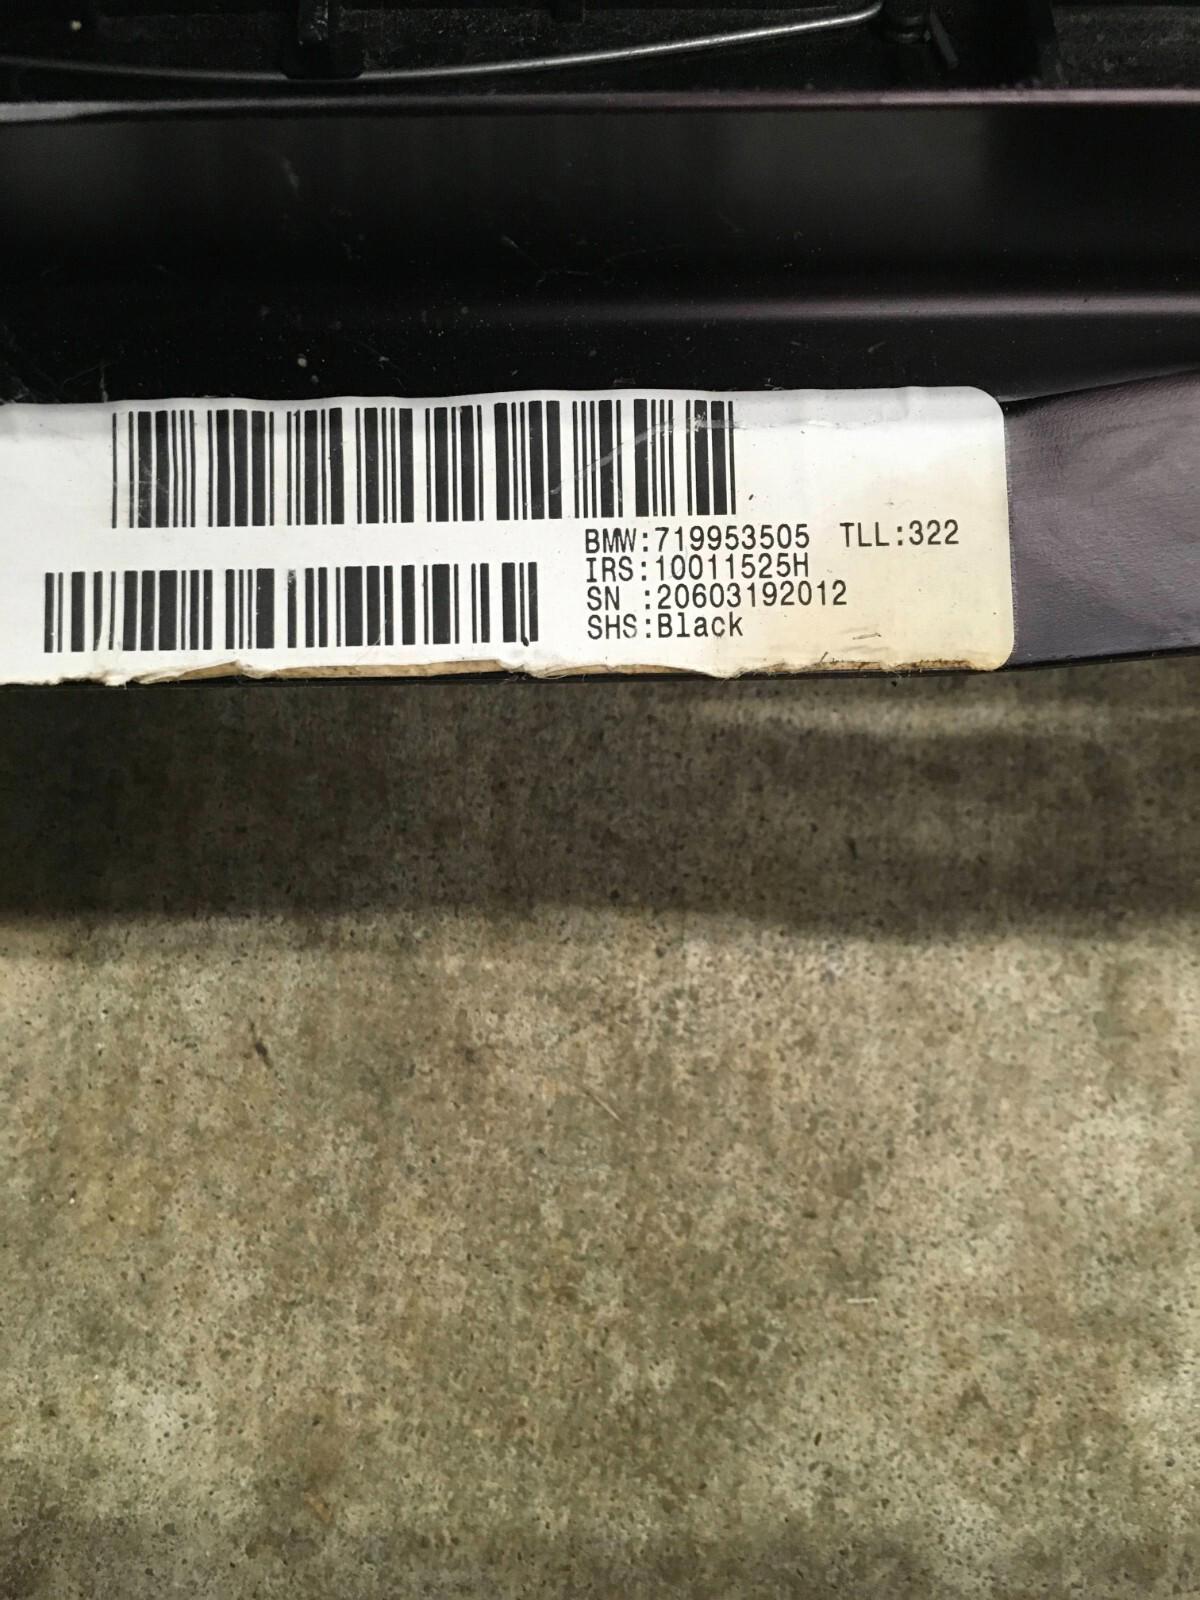 BMW:719953505 TLL:322
IRS:10011525H
SN :20603192012
SHS:Black